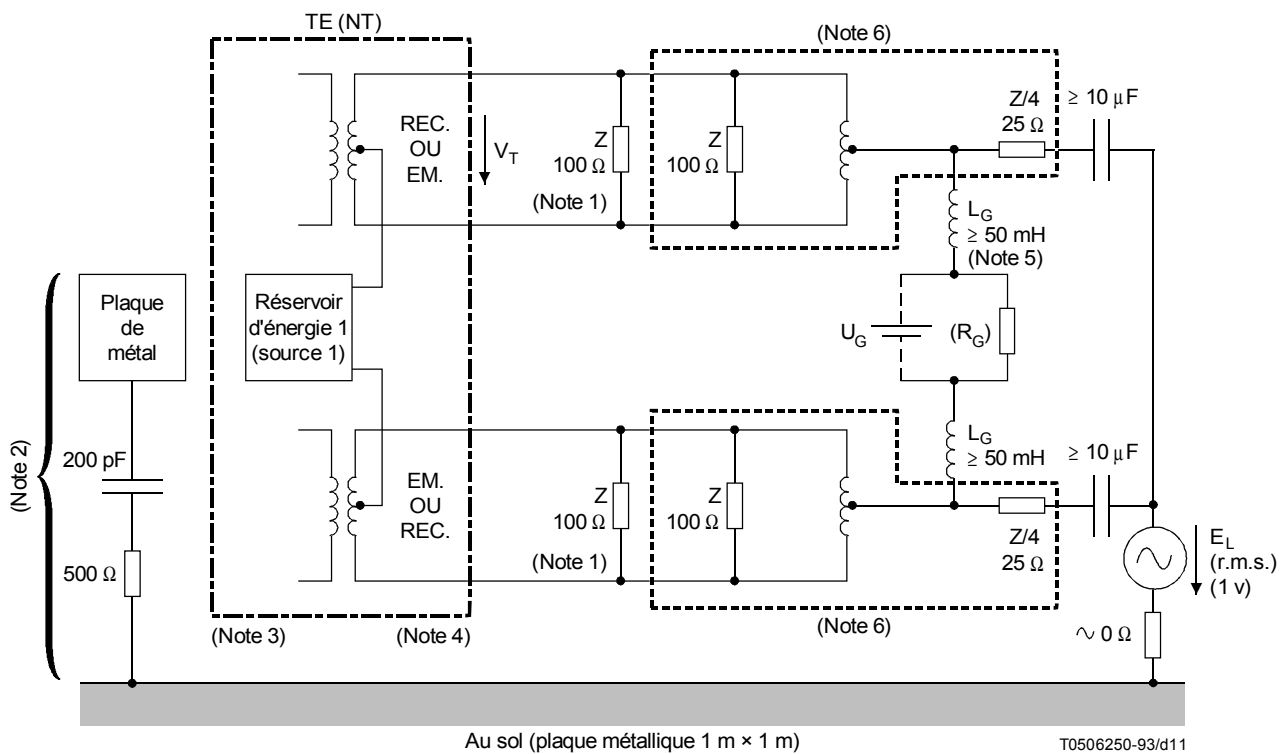 TE (NT)
(Note 6)
REC.
OU
EM.
V_T
Z
100 Ω
(Note 1)
Z
100 Ω
Z/4
25 Ω
≥ 10 μF
L_G
≥ 50 mH
(Note 5)
Plaque
de
métal
Réservoir
d'énergie 1
(source 1)
U_G
(R_G)
(Note 2)
200 pF
500 Ω
EM.
OU
REC.
Z
100 Ω
(Note 1)
Z
100 Ω
L_G
≥ 50 mH
≥ 10 μF
Z/4
25 Ω
E_L
(r.m.s.)
(1 v)
∼ 0 Ω
(Note 3)
(Note 4)
(Note 6)
Au sol (plaque métallique 1 m × 1 m)
T0506250-93/d11